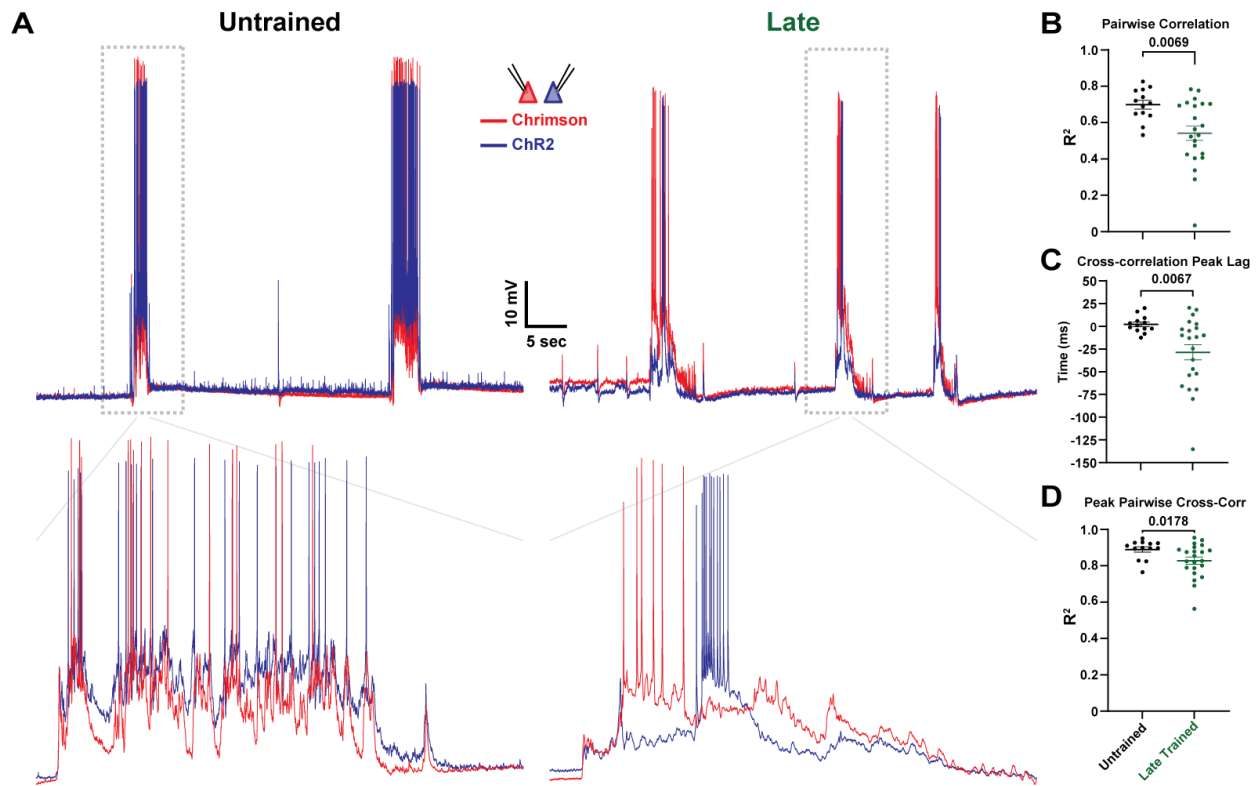 A
Untrained
Late
Chrimson
ChR2
10 mV
5 sec
B
Pairwise Correlation
0.0069
1.0
0.8
0.6
0.4
0.2
0
R²
C
Cross-correlation Peak Lag
0.0067
50
25
0
-25
-50
-75
-100
-125
-150
Time (ms)
D
Peak Pairwise Cross-Corr
0.0178
1.0
0.8
0.6
0.4
0.2
0
R²
Untrained
Late Trained